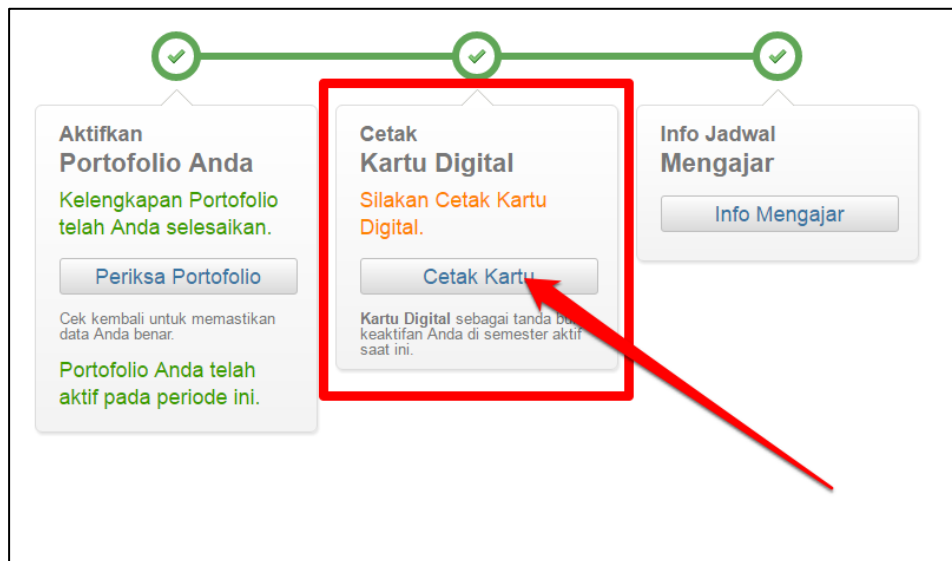 Aktifkan
Portofolio Anda
Kelengkapan Portofolio
telah Anda selesaikan.
Periksa Portofolio
Cek kembali untuk memastikan
data Anda benar.
Portofolio Anda telah
aktif pada periode ini.
Cetak
Kartu Digital
Silakan Cetak Kartu
Digital.
Cetak Kartu
Kartu Digital sebagai tanda
keaktifan Anda di semester aktif
saat ini.
Info Jadwal
Mengajar
Info Mengajar